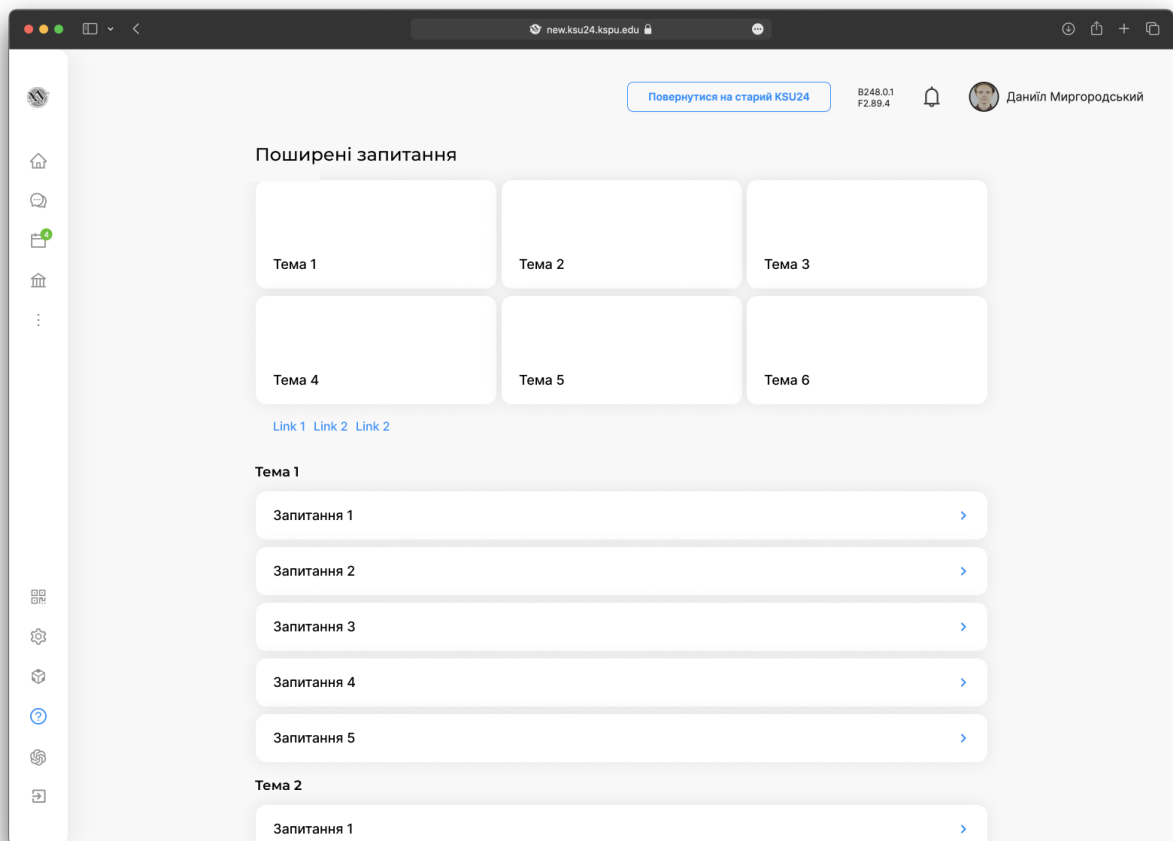 new.ksu24.kspu.edu
Повернутися на старий KSU24
B248.0.1
F2.89.4
Даниїл Миргородський
4
Поширені запитання
Тема 1
Тема 2
Тема 3
Тема 4
Тема 5
Тема 6
Link 1 Link 2 Link 2
Тема 1
Запитання 1
Запитання 2
Запитання 3
Запитання 4
Запитання 5
Тема 2
Запитання 1